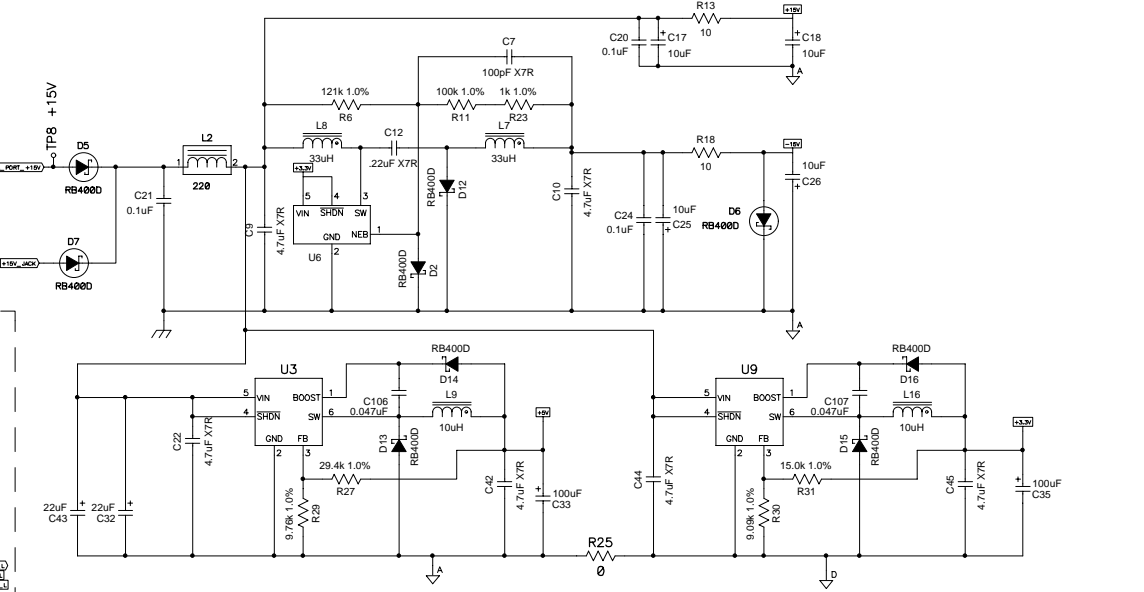 R13
10
+15V
C20
0.1uF
C17
10uF
C18
10uF
A
C7
100pF X7R
TP8 +15V
121k 1.0%
R6
100k 1.0%
R11
1k 1.0%
R23
D5
RB400D
_PORT_+15V
L2
1
2
220
L8
33uH
C12
.22uF X7R
L7
33uH
R18
10
-15V
10uF
C26
+3.3V
5
4
3
VIN
SHDN
SW
GND
NEB
1
2
U6
RB400D
D12
C10
4.7uF X7R
C21
0.1uF
C9
4.7uF X7R
C24
0.1uF
10uF
C25
D6
RB400D
D7
+15V_JACK
RB400D
RB400D
D2
A
U3
5
VIN
BOOST
1
4
SHDN
SW
6
GND
FB
2
3
RB400D
D14
C106
0.047uF
L9
10uH
+5V
D13
RB400D
C22
4.7uF X7R
29.4k 1.0%
R27
9.76k 1.0%
R29
C42
4.7uF X7R
100uF
C33
22uF
C43
22uF
C32
A
R25
0
U9
5
VIN
BOOST
1
4
SHDN
SW
6
GND
FB
2
3
RB400D
D16
C107
0.047uF
L16
10uH
+3.3V
D15
RB400D
C44
4.7uF X7R
15.0k 1.0%
R31
9.09k 1.0%
R30
C45
4.7uF X7R
100uF
C35
D